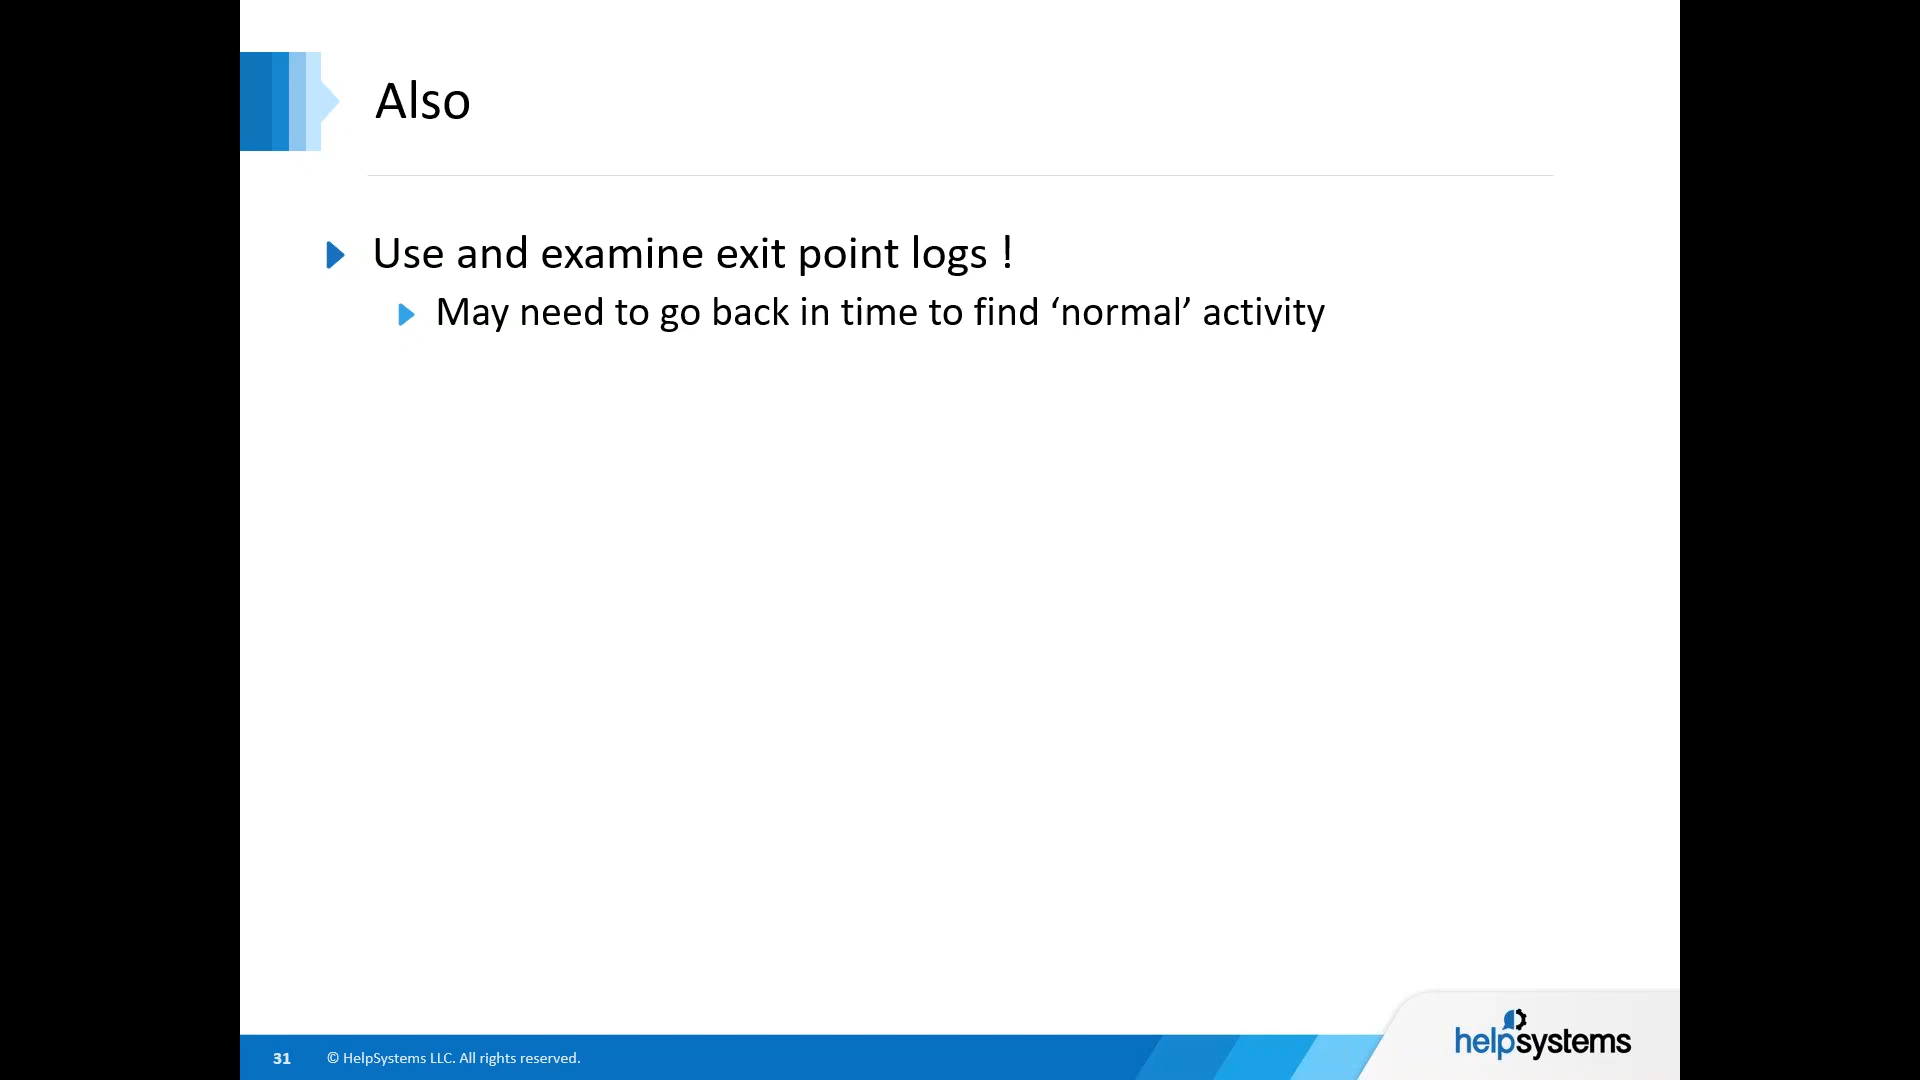 Also
Use and examine exit point logs !
May need to go back in time to find ‘normal’ activity
31
© HelpSystems LLC. All rights reserved.
helpsystems